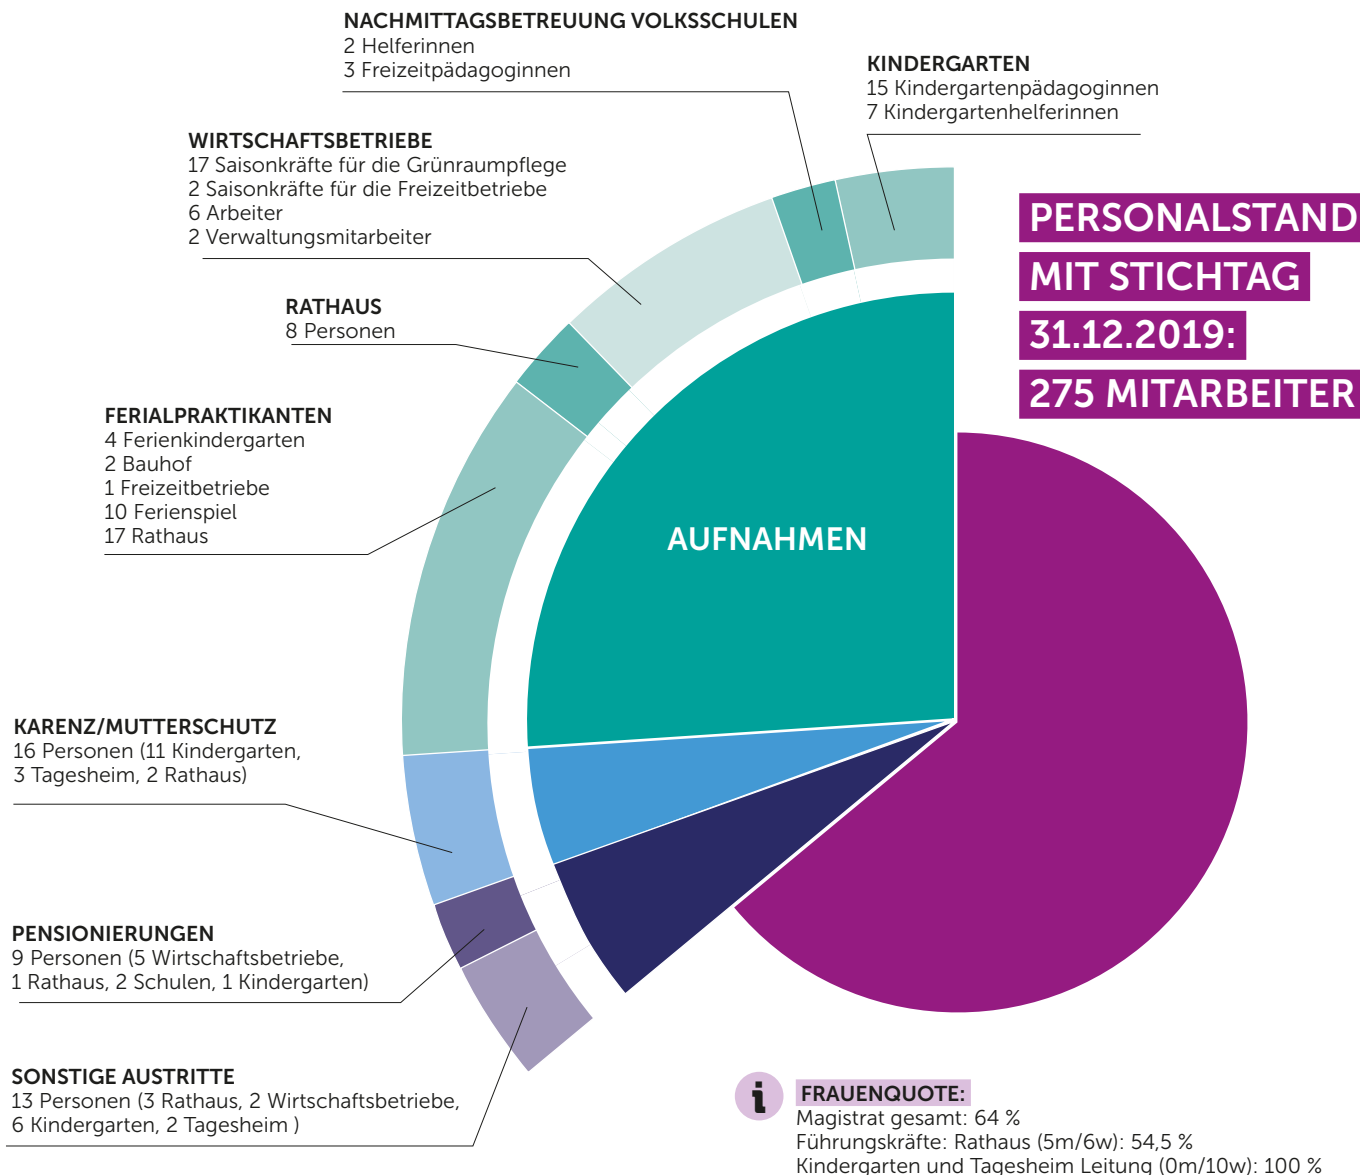 NACHMITTAGSBETREUUNG VOLKSSCHULEN
2 Helferinnen
3 Freizeitpädagoginnen
KINDERGARTEN
15 Kindergartenpädagoginnen
7 Kindergartenhelferinnen
WIRTSCHAFTSBETRIEBE
17 Saisonkräfte für die Grünraumpflege
2 Saisonkräfte für die Freizeitbetriebe
6 Arbeiter
2 Verwaltungsmitarbeiter
PERSONALSTAND
MIT STICHTAG
31.12.2019:
275 MITARBEITER
RATHAUS
8 Personen
FERIALPRAKTIKANTEN
4 Ferienkindergarten
2 Bauhof
1 Freizeitbetriebe
10 Ferienspiel
17 Rathaus
AUFNAHMEN
KARENZ/MUTTERSCHUTZ
16 Personen (11 Kindergarten,
3 Tagesheim, 2 Rathaus)
PENSIONIERUNGEN
9 Personen (5 Wirtschaftsbetriebe,
1 Rathaus, 2 Schulen, 1 Kindergarten)
SONSTIGE AUSTRITTE
13 Personen (3 Rathaus, 2 Wirtschaftsbetriebe,
6 Kindergarten, 2 Tagesheim )
i
FRAUENQUOTE:
Magistrat gesamt: 64 %
Führungskräfte: Rathaus (5m/6w): 54,5 %
Kindergarten und Tagesheim Leitung (0m/10w): 100 %